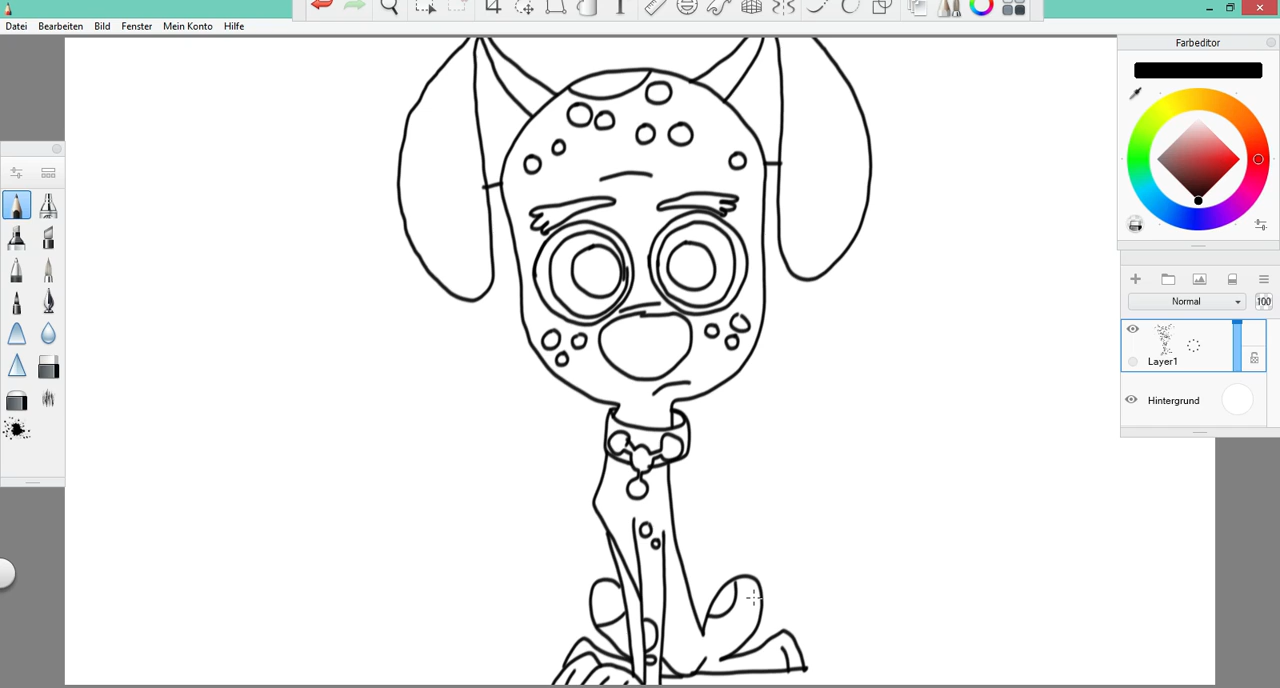 Datei Bearbeiten Bild Fenster Mein Konto Hilfe
Farbeditor
Normal 100
Layer1
Hintergrund